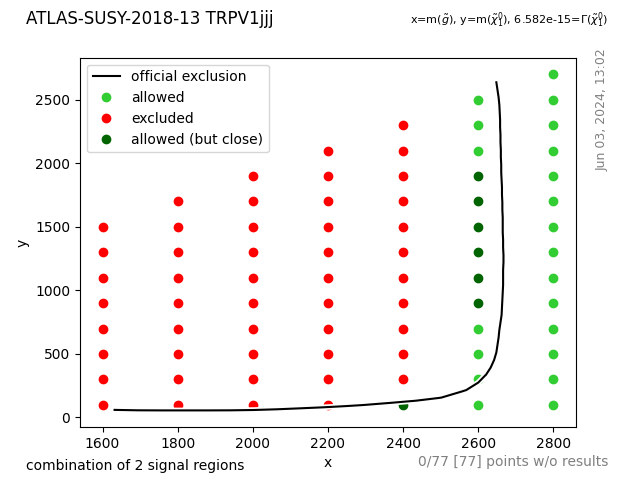 ATLAS-SUSY-2018-13 TRPV1jjj
x=m(g̃), y=m(χ̃₁⁰), 6.582e-15=Γ(χ̃₁⁰)
official exclusion
allowed
excluded
allowed (but close)
Jun 03, 2024, 13:02
y
2500
2000
1500
1000
500
0
1600 1800 2000 2200 2400 2600 2800
x
combination of 2 signal regions
0/77 [77] points w/o results